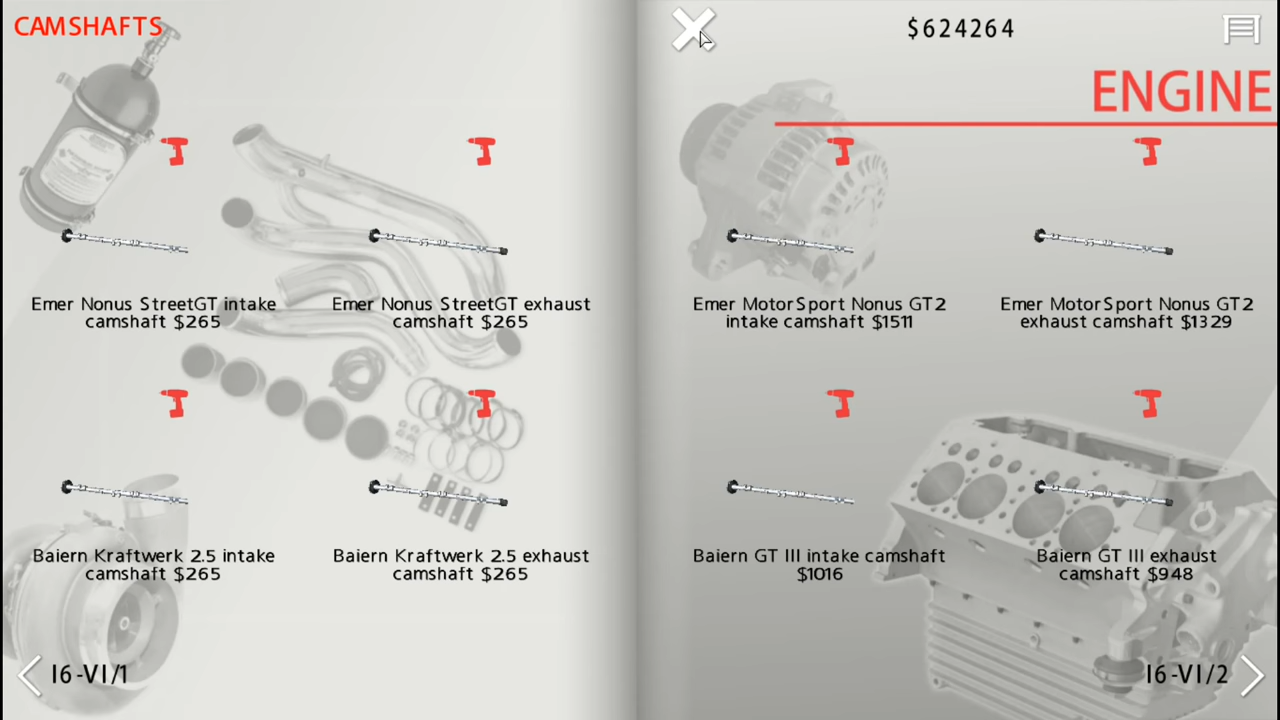 CAMSHAFTS
$624264
ENGINE
Emer Nonus StreetGT intake
camshaft $265
Emer Nonus StreetGT exhaust
camshaft $265
Emer MotorSport Nonus GT2
intake camshaft $1511
Emer MotorSport Nonus GT2
exhaust camshaft $1329
Baiern Kraftwerk 2.5 intake
camshaft $265
Baiern Kraftwerk 2.5 exhaust
camshaft $265
Baiern GT III intake camshaft
$1016
Baiern GT III exhaust
camshaft $948
I6-VI/1
I6-VI/2